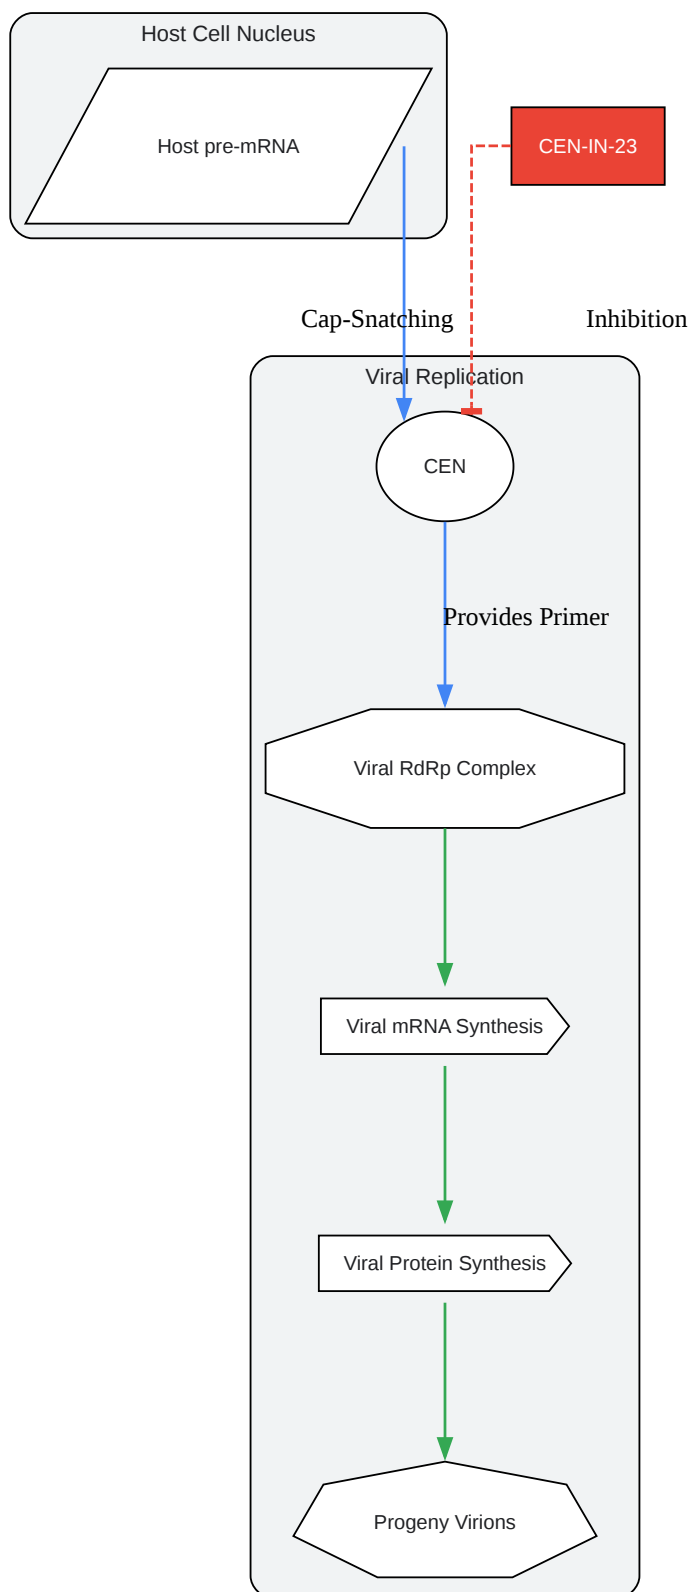 Host Cell Nucleus
Host pre-mRNA
CEN-IN-23
Cap-Snatching
Inhibition
Viral Replication
CEN
Provides Primer
Viral RdRp Complex
Viral mRNA Synthesis
Viral Protein Synthesis
Progeny Virions